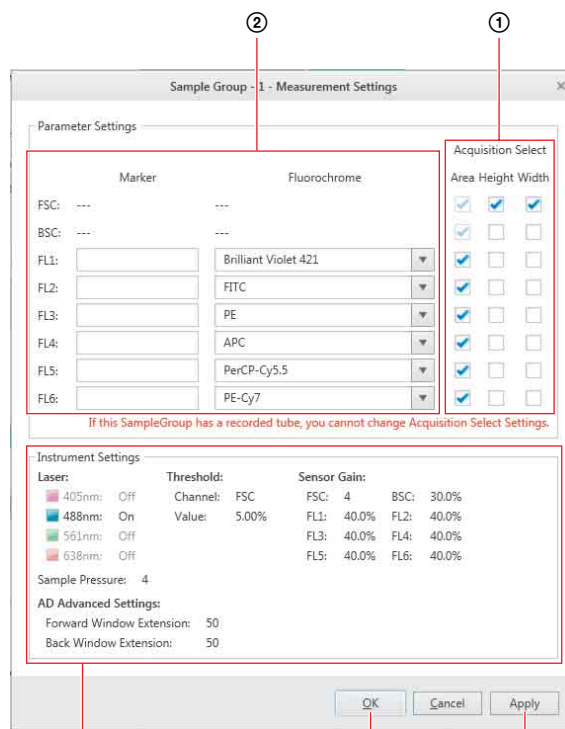 ② ①
Sample Group - 1 - Measurement Settings ×
Parameter Settings
Acquisition Select
Marker Fluorochrome Area Height Width
FSC: --- ---
BSC: --- ---
FL1: Brilliant Violet 421
FL2: FITC
FL3: PE
FL4: APC
FL5: PerCP-Cy5.5
FL6: PE-Cy7
If this SampleGroup has a recorded tube, you cannot change Acquisition Select Settings.
Instrument Settings
Laser: Threshold: Sensor Gain:
405nm: Off Channel: FSC FSC: 4 BSC: 30.0%
488nm: On Value: 5.00% FL1: 40.0% FL2: 40.0%
561nm: Off FL3: 40.0% FL4: 40.0%
638nm: Off FL5: 40.0% FL6: 40.0%
Sample Pressure: 4
AD Advanced Settings:
Forward Window Extension: 50
Back Window Extension: 50
OK Cancel Apply